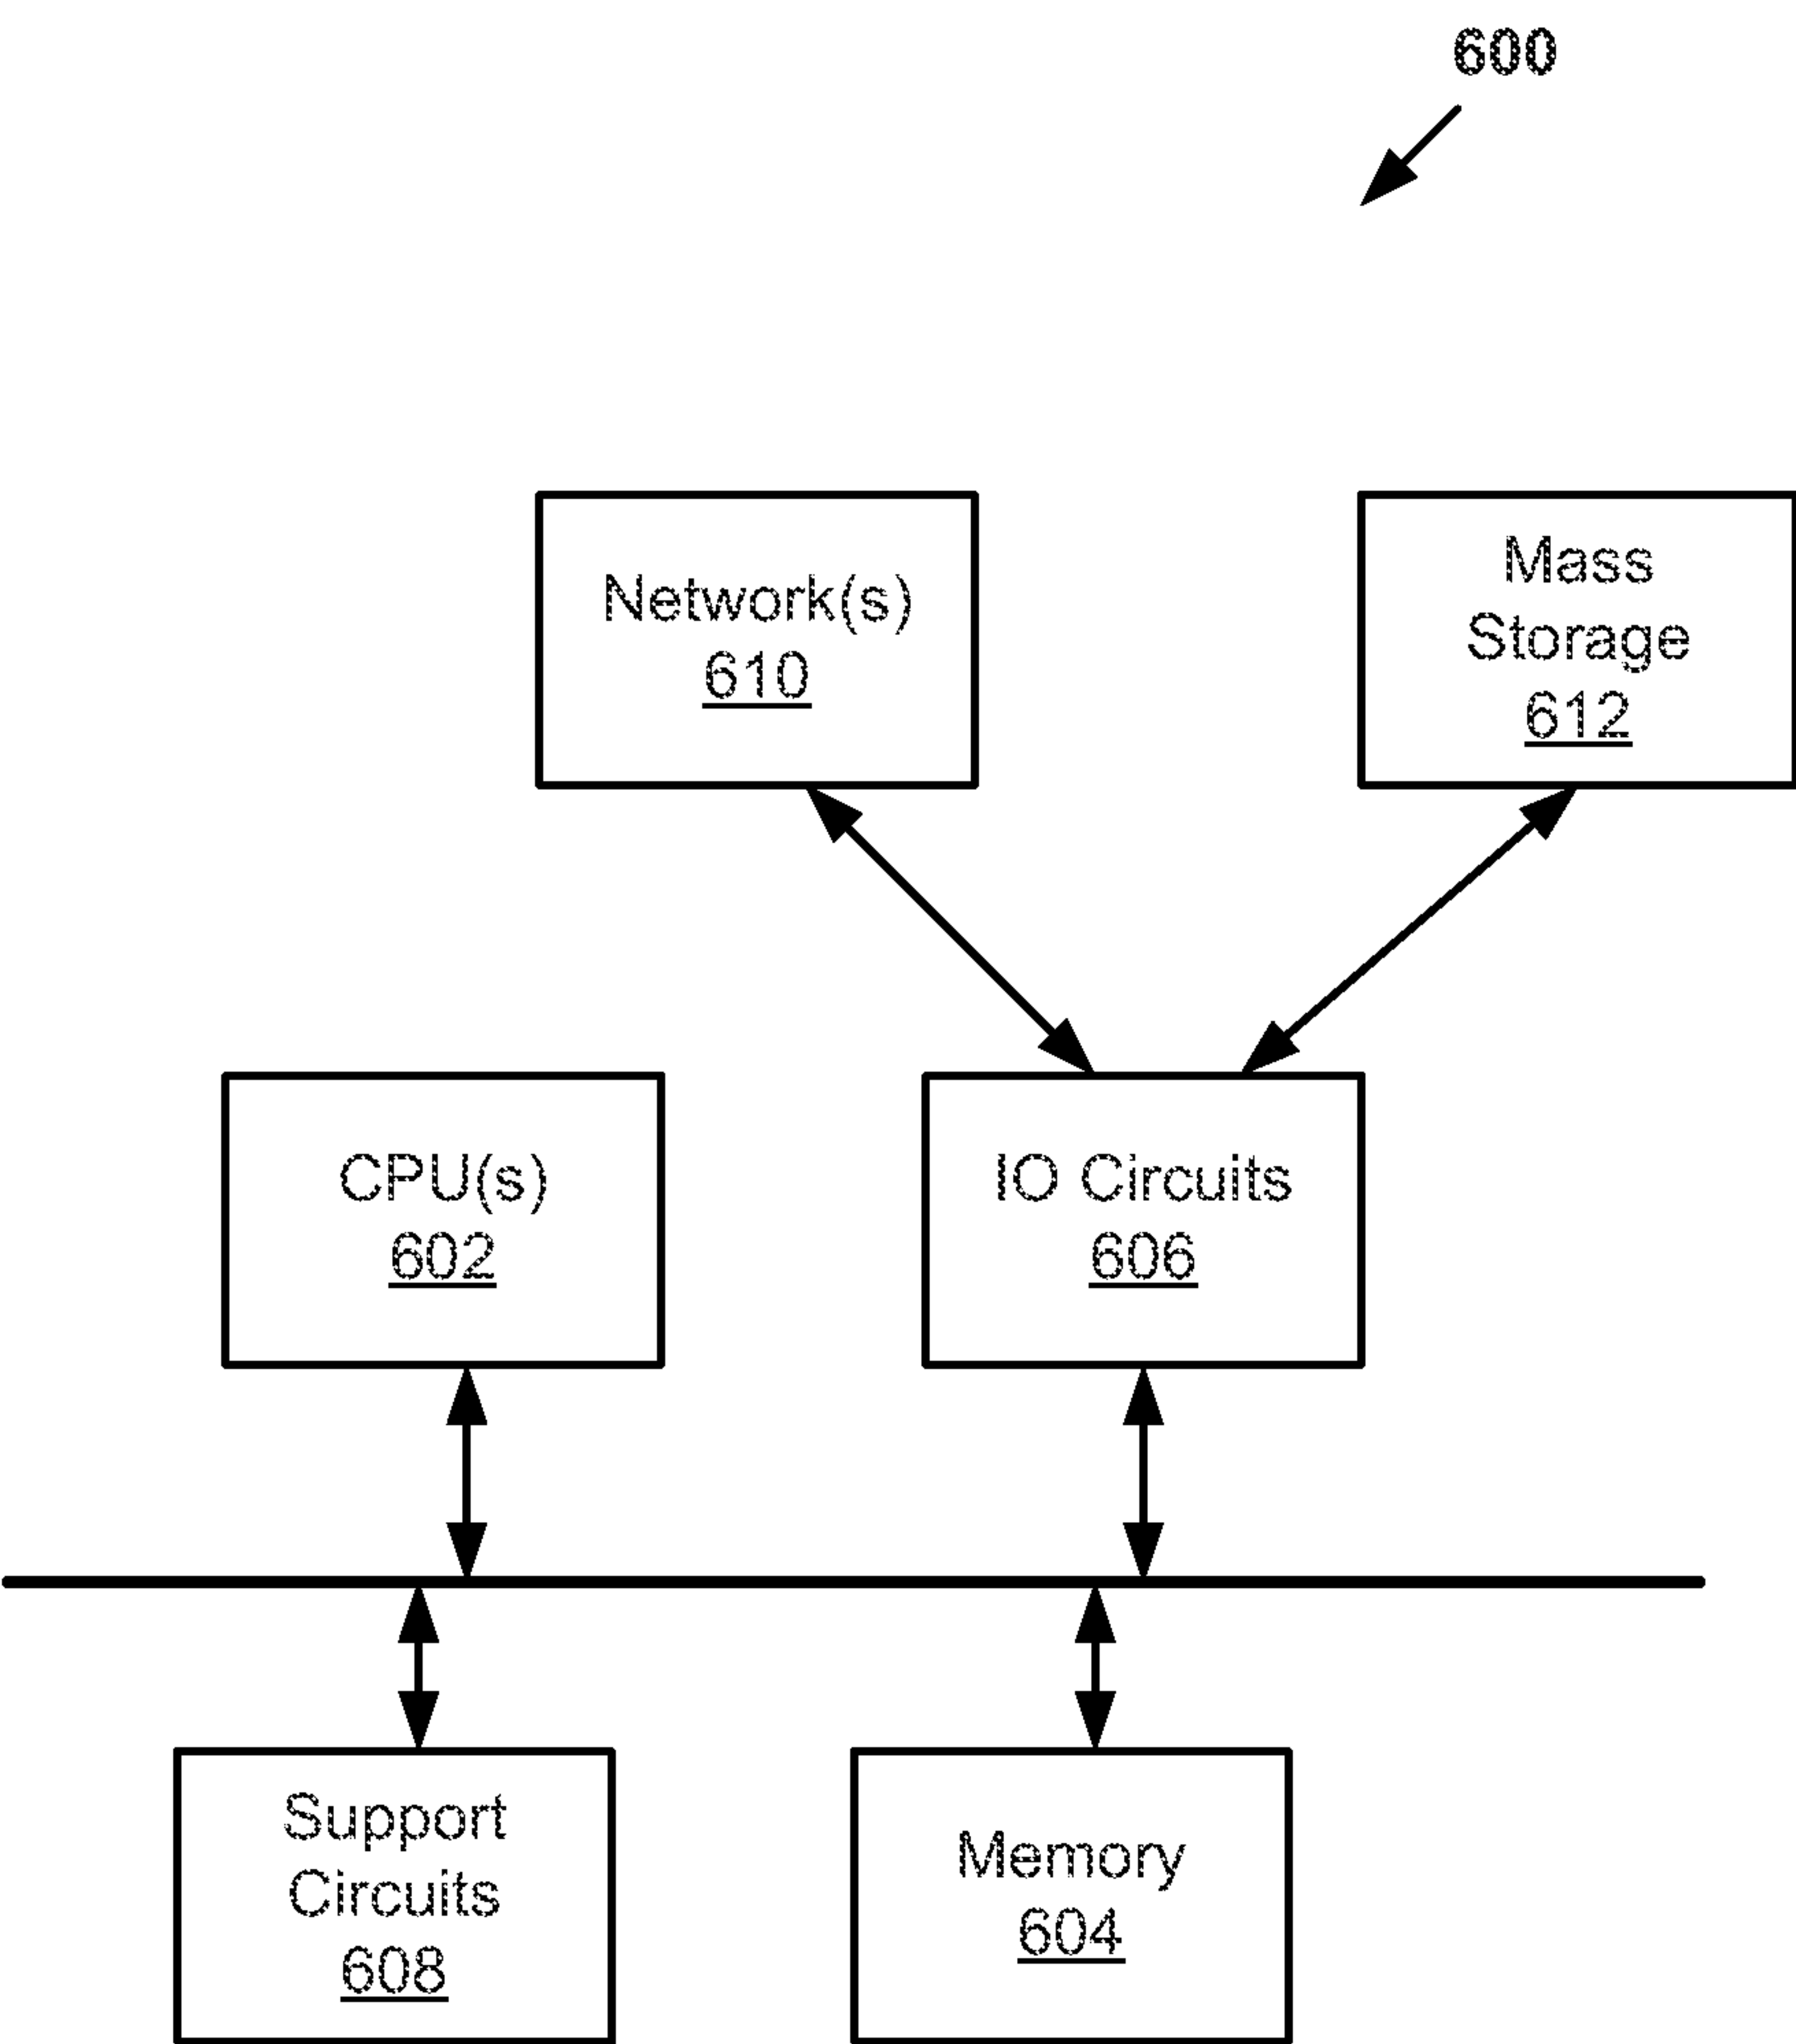 600
Network(s)
610
Mass
Storage
612
CPU(s)
602
IO Circuits
606
Support
Circuits
608
Memory
604